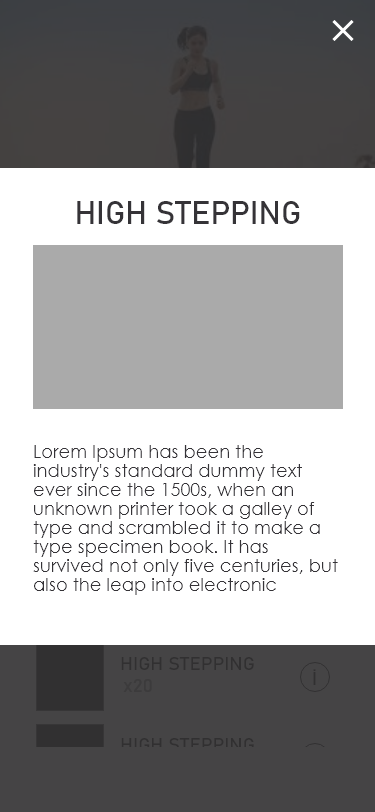 HIGH STEPPING
Lorem Ipsum has been the
industry's standard dummy text
ever since the 1500s, when an
unknown printer took a galley of
type and scrambled it to make a
type specimen book. It has
survived not only five centuries, but
also the leap into electronic
HIGH STEPPING
x20
HIGH STEPPING